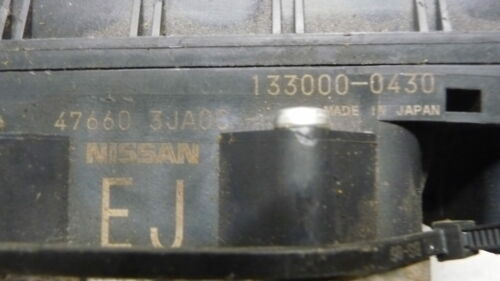 133000-0430
47660 3JA0
MADE IN JAPAN
NISSAN
EJ